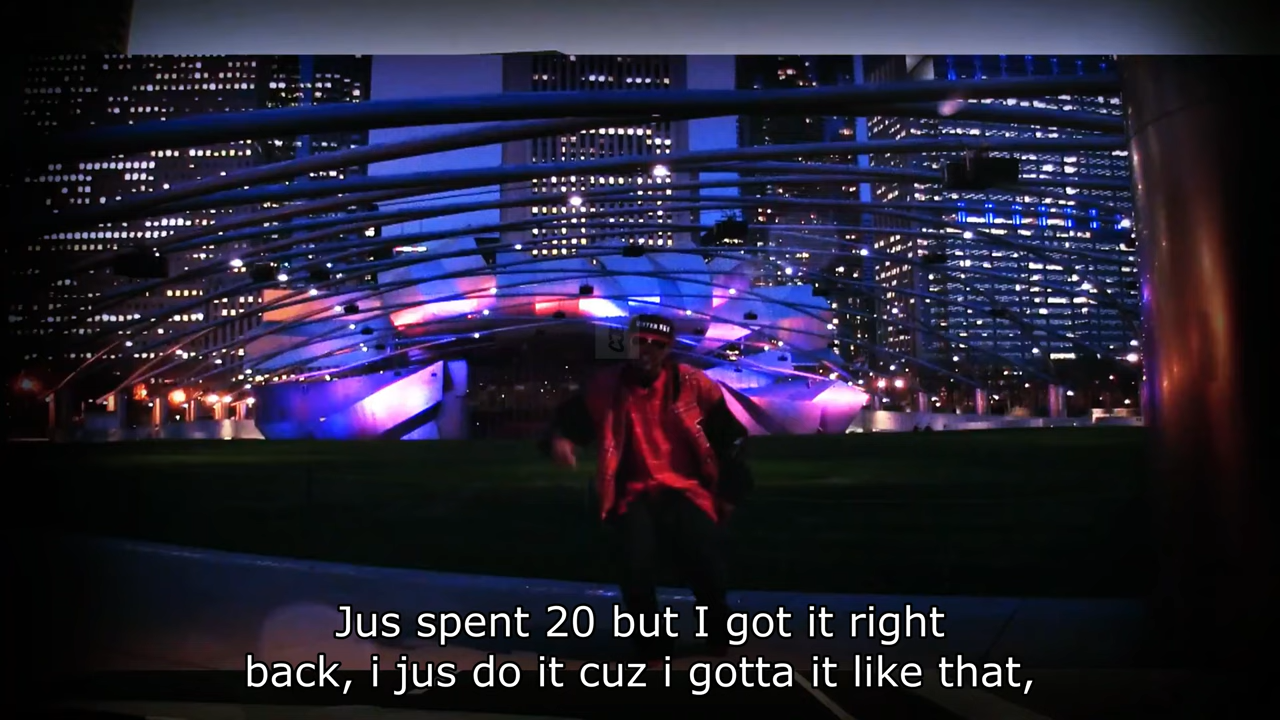 Jus spent 20 but I got it right
back, i jus do it cuz i gotta it like that,